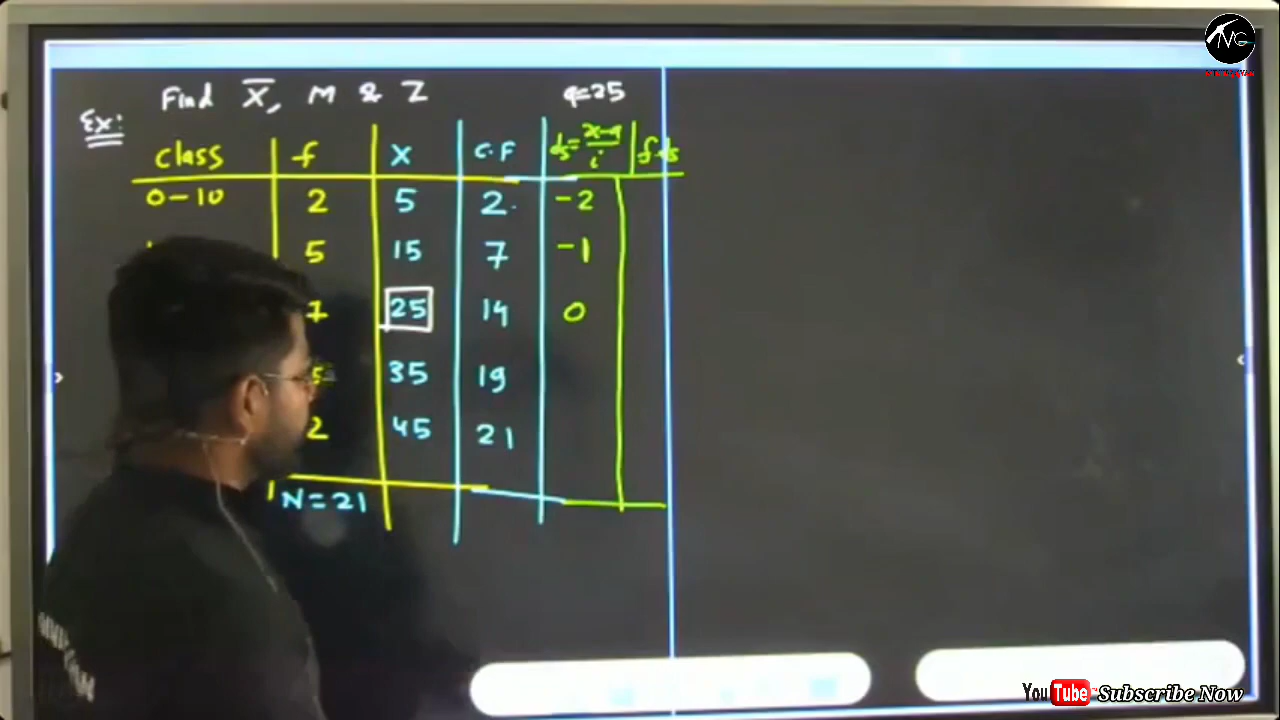 Find X̄, M & Z a=25
Ex:
Class f X C.F ds=x-a/i f.ds
0-10 2 5 2 -2
5 15 7 -1
7 25 14 0
5 35 19
2 45 21
N=21
YouTube Subscribe Now